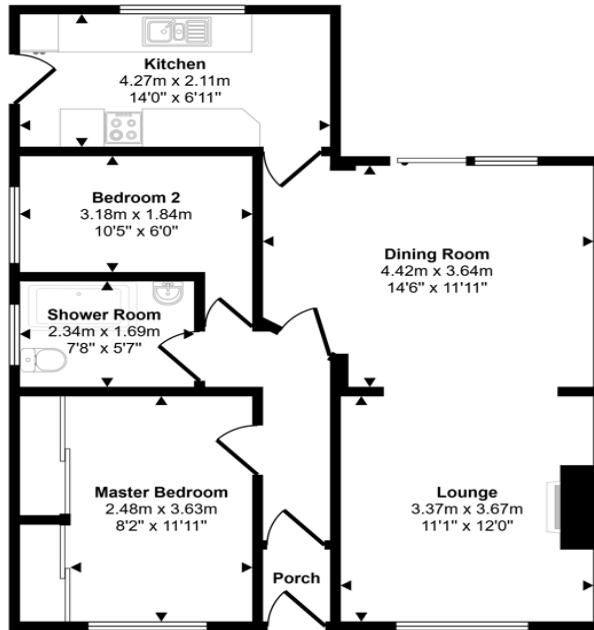 Kitchen
4.27m x 2.11m
14'0" x 6'11"
Bedroom 2
3.18m x 1.84m
10'5" x 6'0"
Dining Room
4.42m x 3.64m
14'6" x 11'11"
Shower Room
2.34m x 1.69m
7'8" x 5'7"
Master Bedroom
2.48m x 3.63m
8'2" x 11'11"
Lounge
3.37m x 3.67m
11'1" x 12'0"
Porch